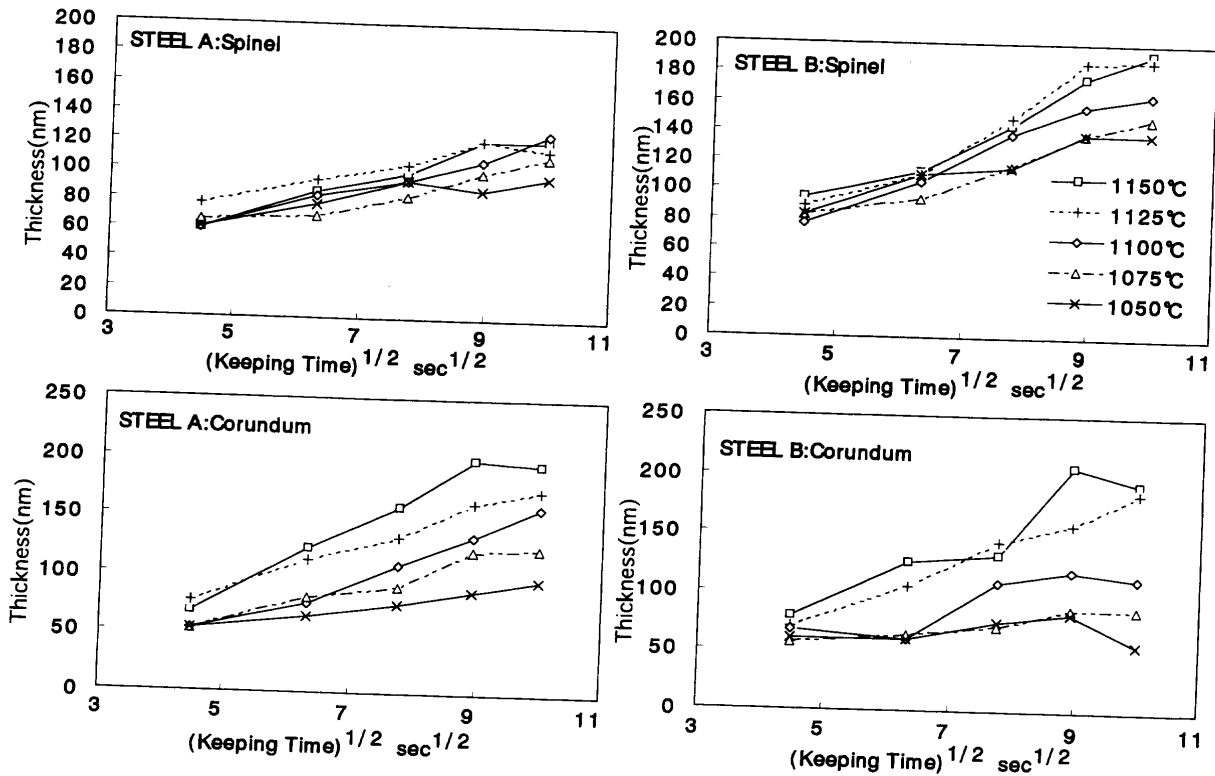 STEEL A:Spinel
200
180
160
140
120
100
80
60
40
20
0
Thickness(nm)
3 5 7 9 11
(Keeping Time)1/2 sec1/2
STEEL B:Spinel
200
180
160
140
120
100
80
60
40
20
0
Thickness(nm)
1150℃
1125℃
1100℃
1075℃
1050℃
3 5 7 9 11
(Keeping Time)1/2 sec1/2
STEEL A:Corundum
250
200
150
100
50
0
Thickness(nm)
3 5 7 9 11
(Keeping Time)1/2 sec1/2
STEEL B:Corundum
250
200
150
100
50
0
Thickness(nm)
3 5 7 9 11
(Keeping Time)1/2 sec1/2